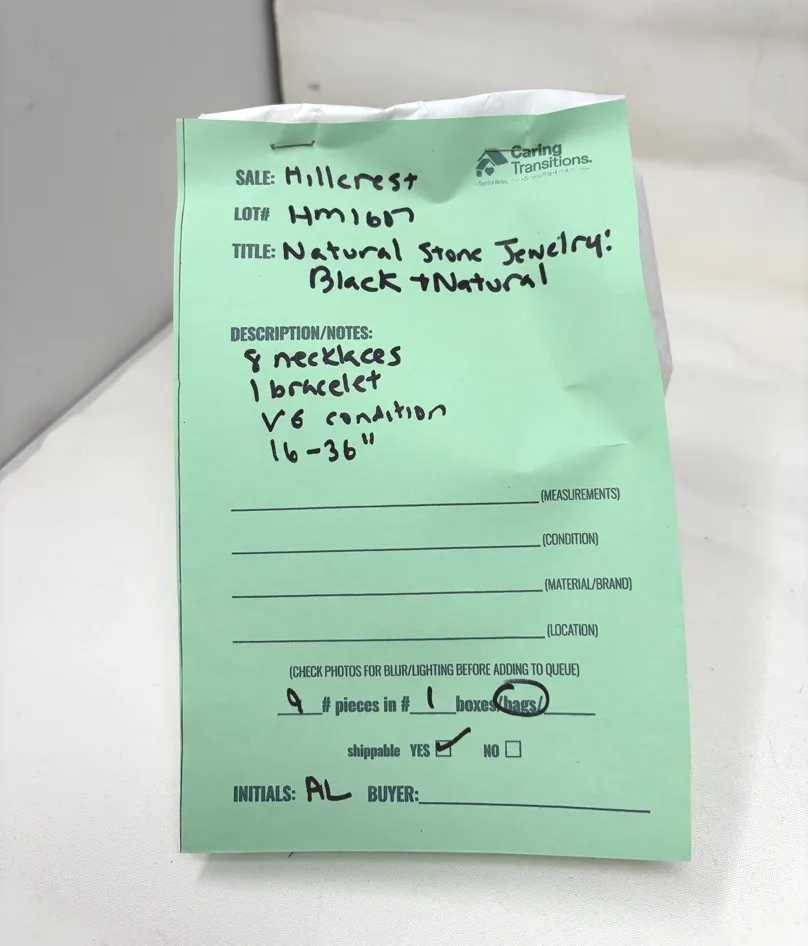 Caring
Transitions.
SALE: Hillcrest
LOT#
TITLE: Natural Stone Jewelry:
Black + Natural
DESCRIPTION/NOTES:
8 necklaces
1 bracelet
VG condition
16-36"
(MEASUREMENTS)
(CONDITION)
(MATERIAL/BRAND)
(LOCATION)
(CHECK PHOTOS FOR BLUR/LIGHTING BEFORE ADDING TO QUEUE)
9 # pieces in # 1 boxes/bags/
shippable YES NO
INITIALS: AL BUYER: